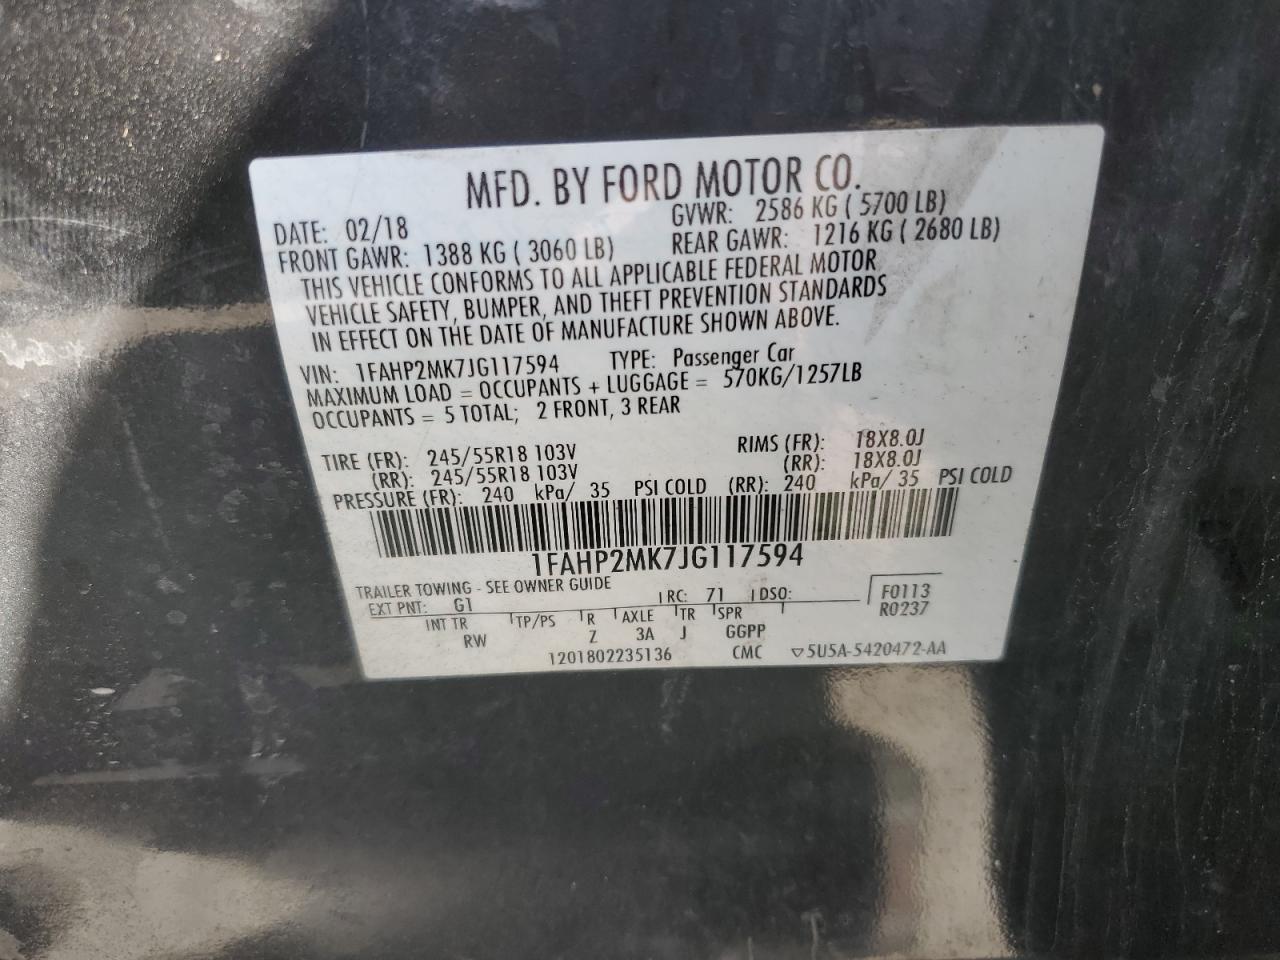 MFD. BY FORD MOTOR CO.
DATE: 02/18 GVWR: 2586 KG ( 5700 LB)
FRONT GAWR: 1388 KG ( 3060 LB) REAR GAWR: 1216 KG ( 2680 LB)
THIS VEHICLE CONFORMS TO ALL APPLICABLE FEDERAL MOTOR
VEHICLE SAFETY, BUMPER, AND THEFT PREVENTION STANDARDS
IN EFFECT ON THE DATE OF MANUFACTURE SHOWN ABOVE.
VIN: 1FAHP2MK7JG117594 TYPE: Passenger Car
MAXIMUM LOAD = OCCUPANTS + LUGGAGE = 570KG/1257LB
OCCUPANTS = 5 TOTAL; 2 FRONT, 3 REAR
TIRE (FR): 245/55R18 103V RIMS (FR): 18X8.0J
(RR): 245/55R18 103V (RR): 18X8.0J
PRESSURE (FR): 240 kPa/ 35 PSI COLD (RR): 240 kPa/ 35 PSI COLD
1FAHP2MK7JG117594
TRAILER TOWING - SEE OWNER GUIDE
EXT PNT: G1 RC: 71 DSO: F0113
R0237
INT TR TP/PS R AXLE TR SPR
RW Z 3A J GGPP
1201802235136 CMC ▽5U5A-5420472-AA